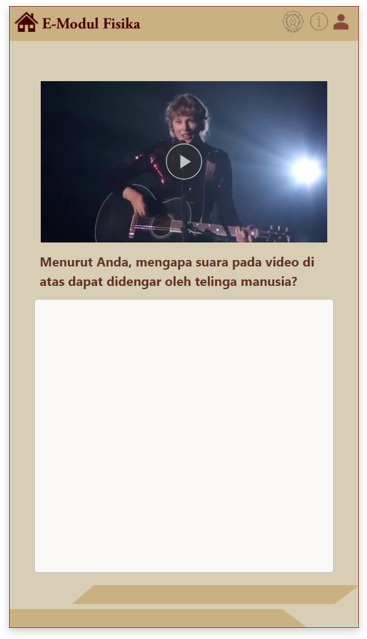 E-Modul Fisika
Menurut Anda, mengapa suara pada video di
atas dapat didengar oleh telinga manusia?